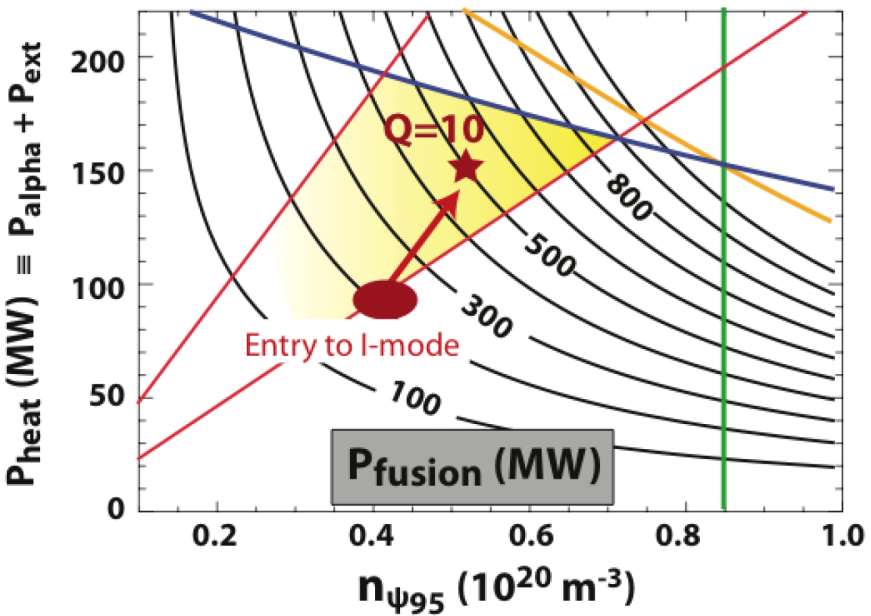 P_heat (MW) ≡ P_alpha + P_ext
200
150
100
50
0
Q=10
800
500
300
100
Entry to I-mode
P_fusion (MW)
0.2 0.4 0.6 0.8 1.0
n_ψ95 (10^20 m^-3)